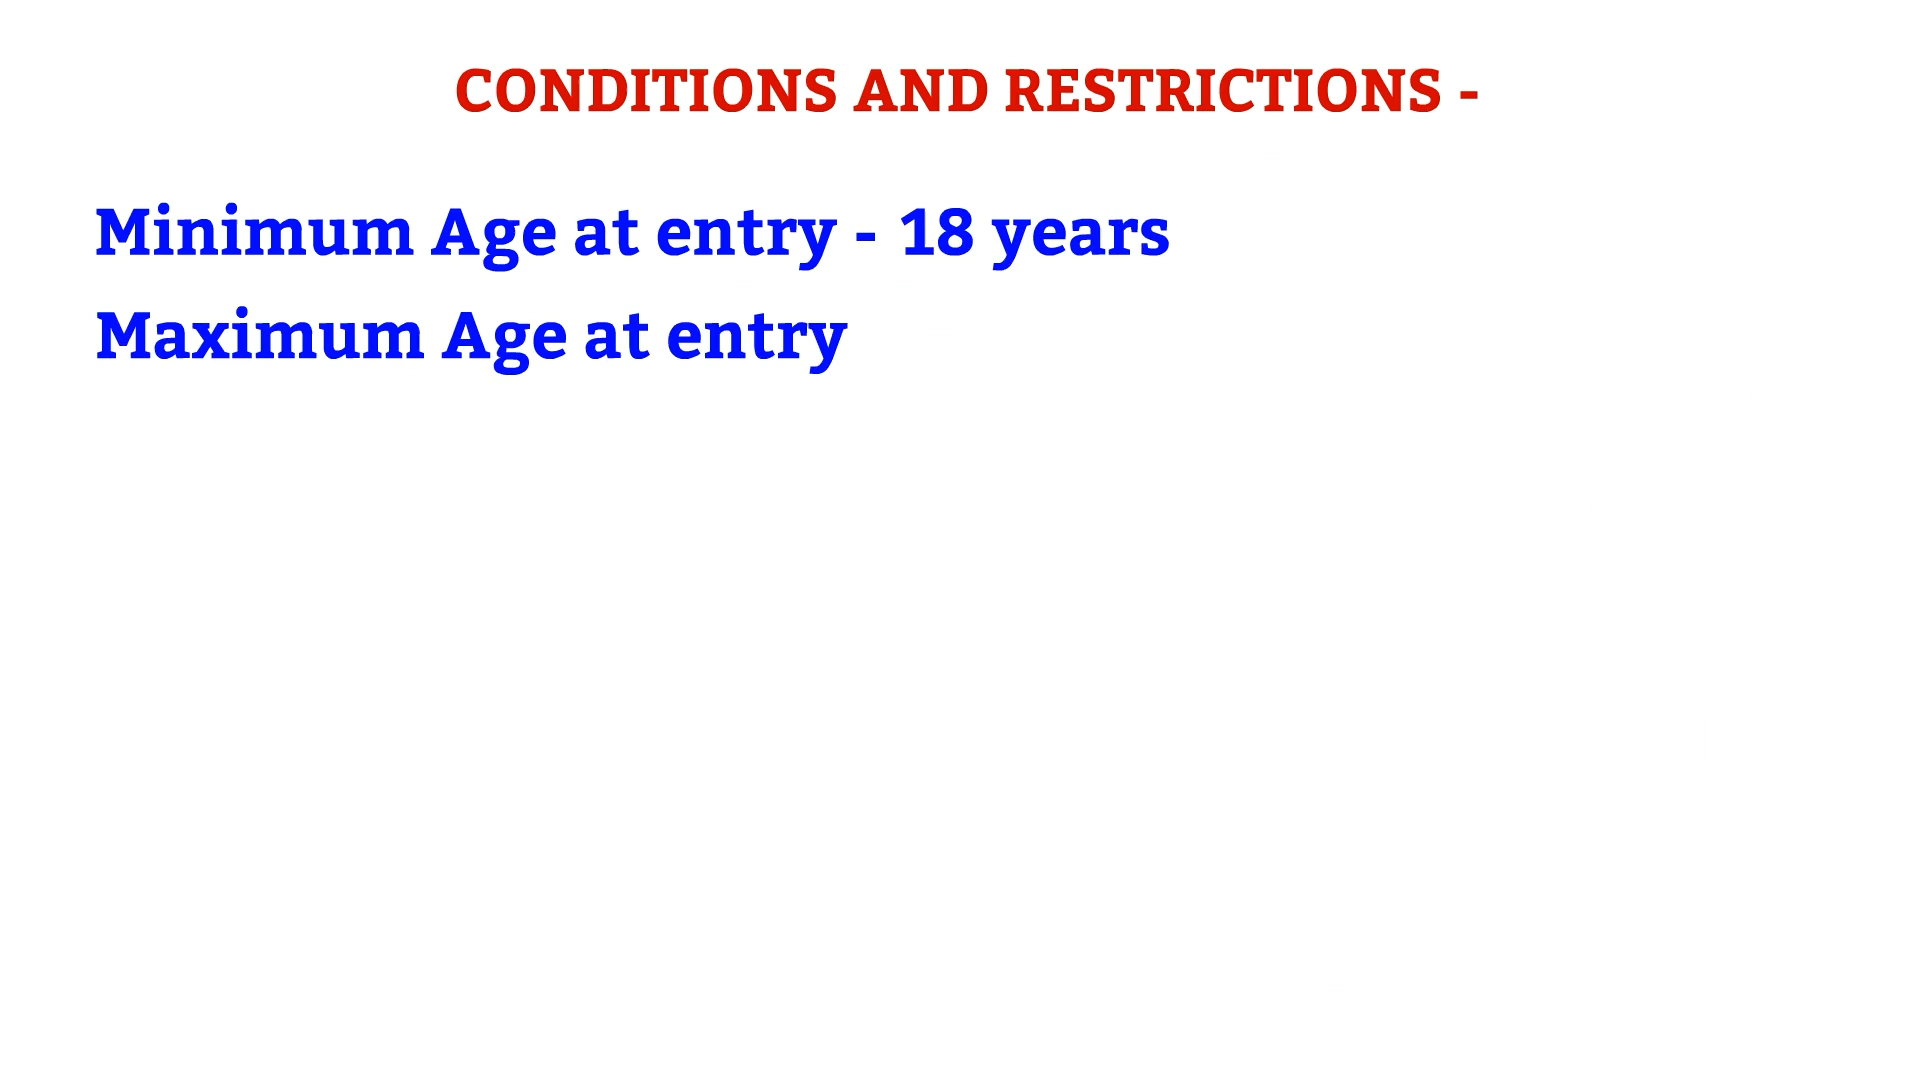 CONDITIONS AND RESTRICTIONS -
Minimum Age at entry - 18 years
Maximum Age at entry